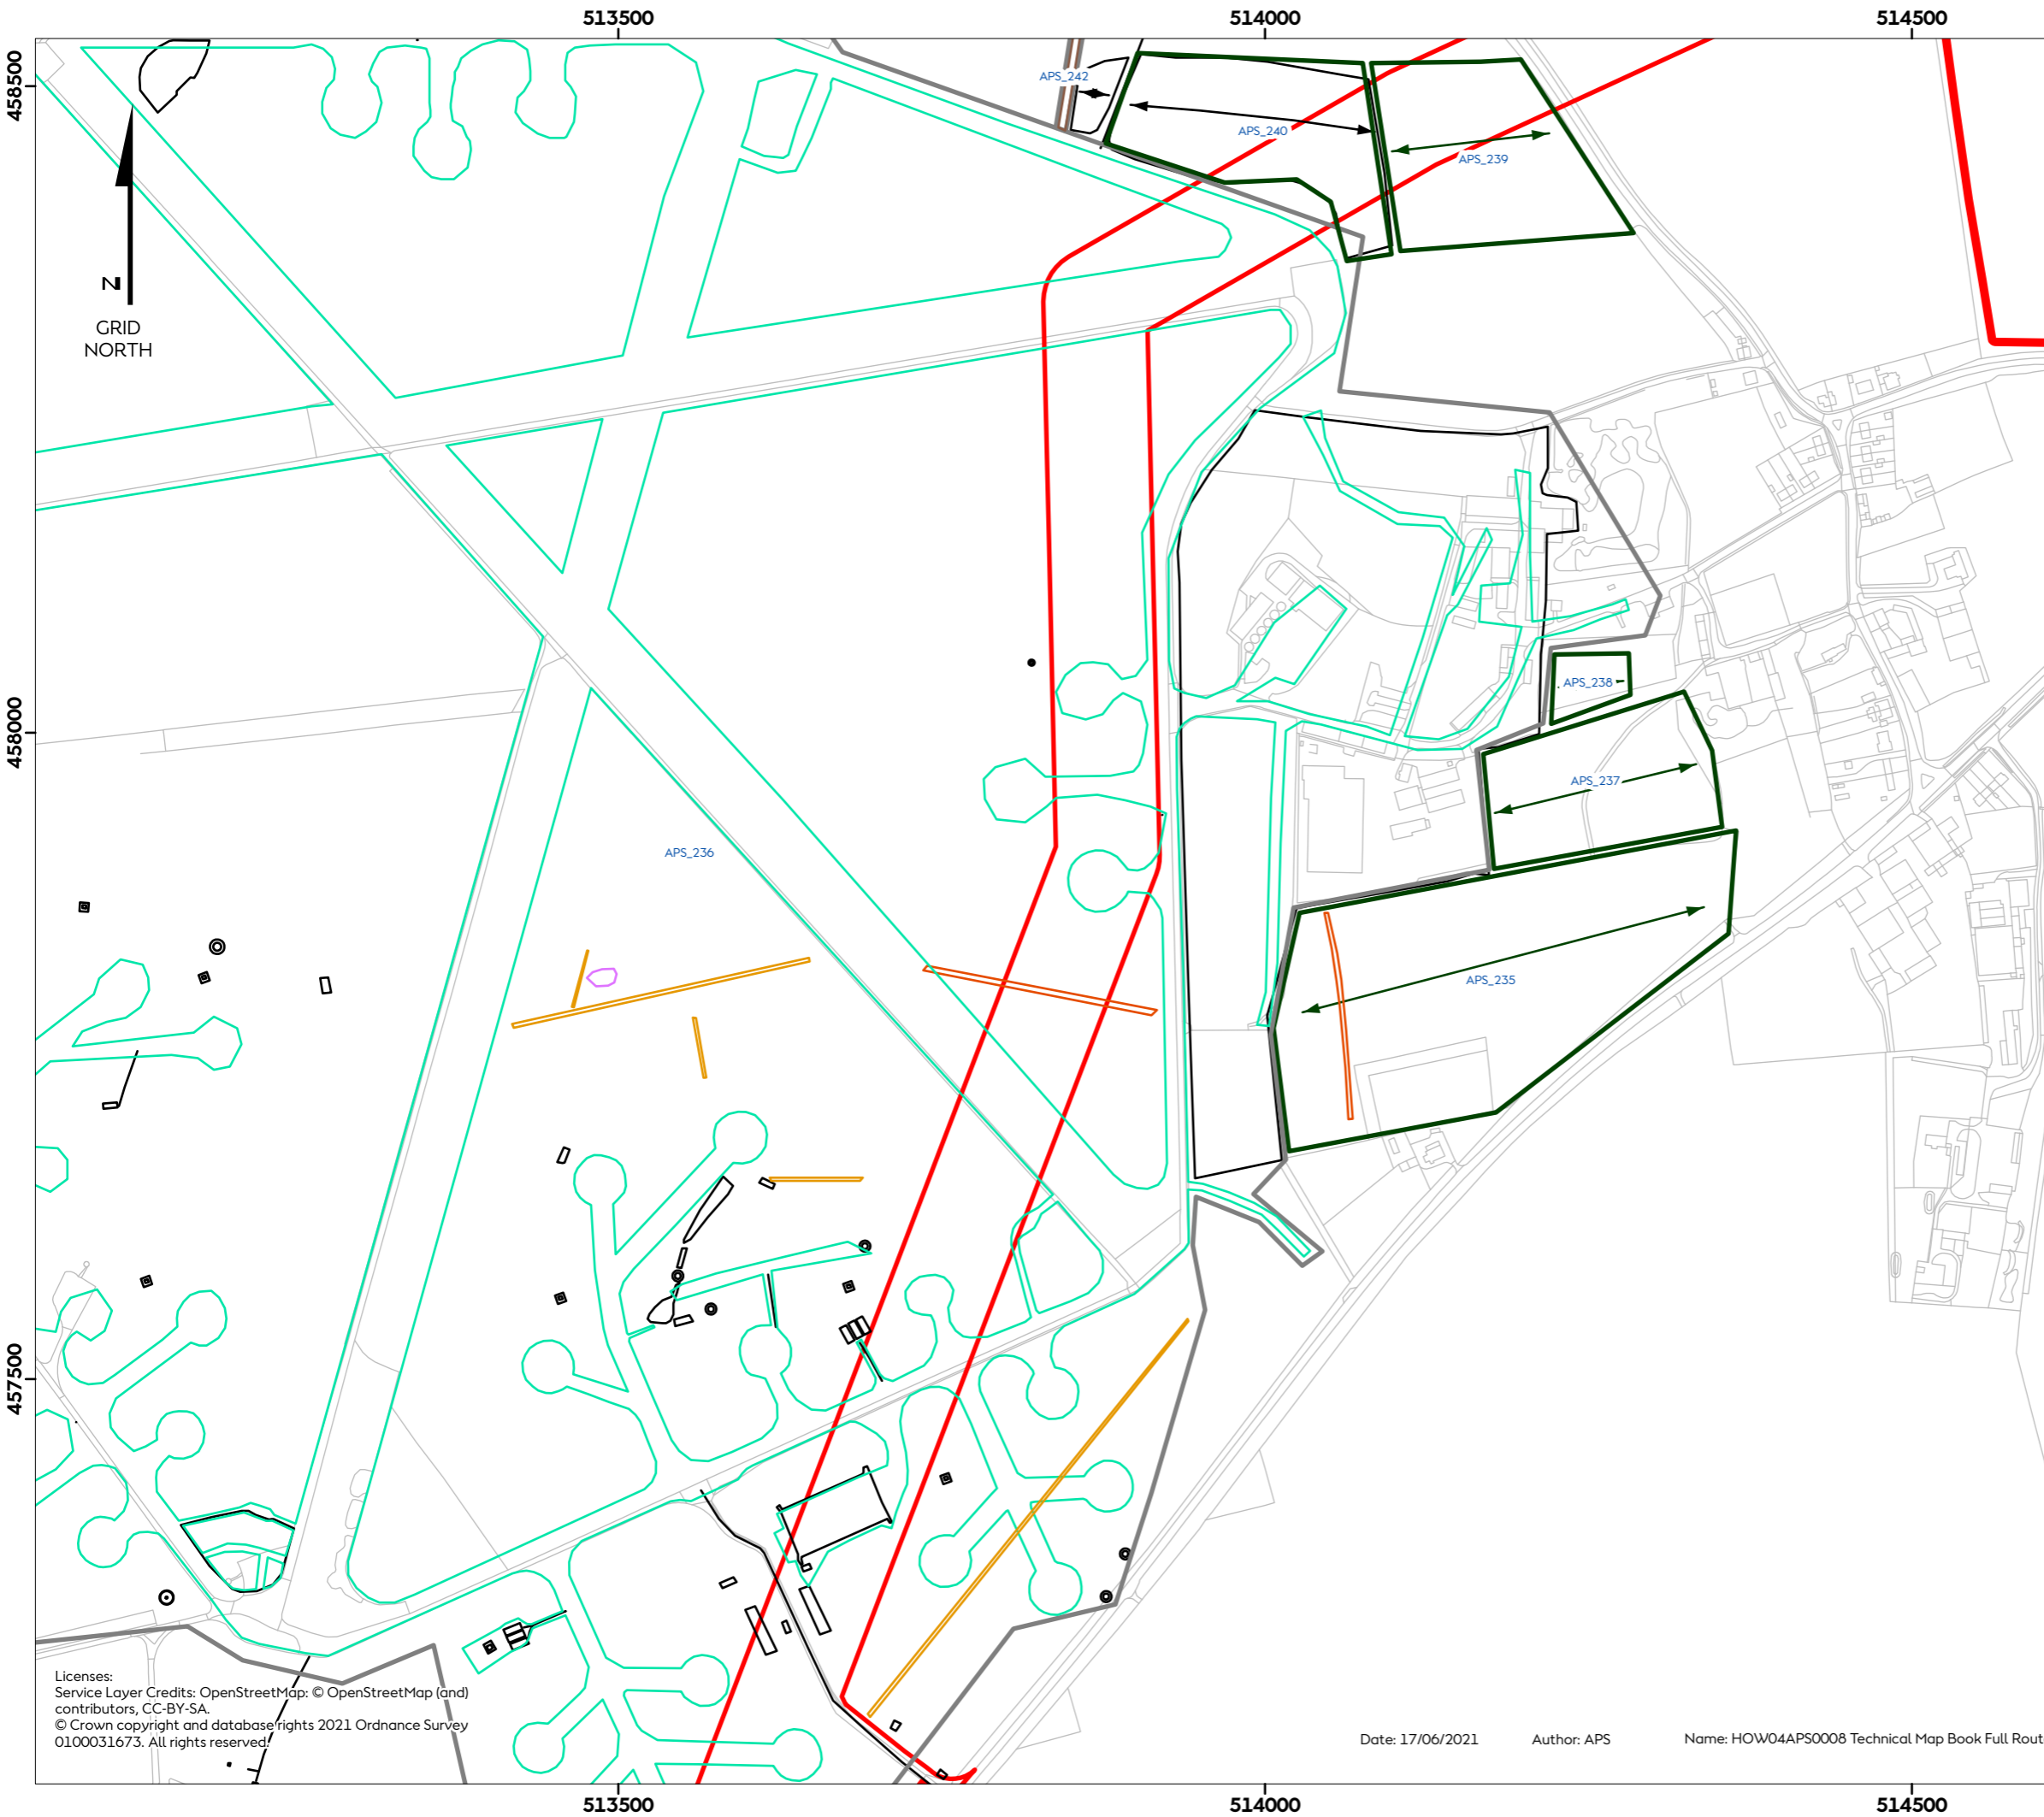 513500
514000
514500
458500
APS_242
APS_240
APS_239
N
GRID
NORTH
458000
APS_238
APS_237
APS_236
APS_235
457500
Licenses:
Service Layer Credits: OpenStreetMap: © OpenStreetMap (and)
contributors, CC-BY-SA.
© Crown copyright and database rights 2021 Ordnance Survey
0100031673. All rights reserved.
Date: 17/06/2021
Author: APS
Name: HOW04APS0008 Technical Map Book Full Rout
513500
514000
514500